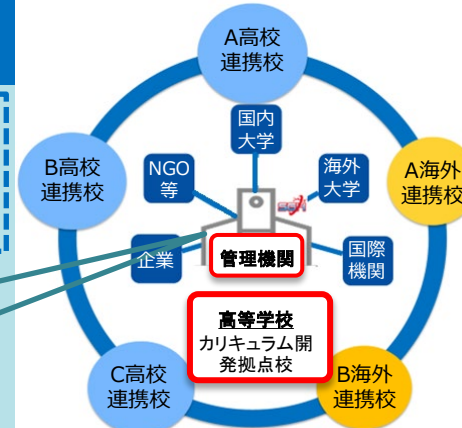 A高校
連携校
国内
大学
NGO
等
海外
大学
B高校
連携校
A海外
連携校
企業
管理機関
国際
機関
高等学校
カリキュラム開
発拠点校
C高校
連携校
B海外
連携校